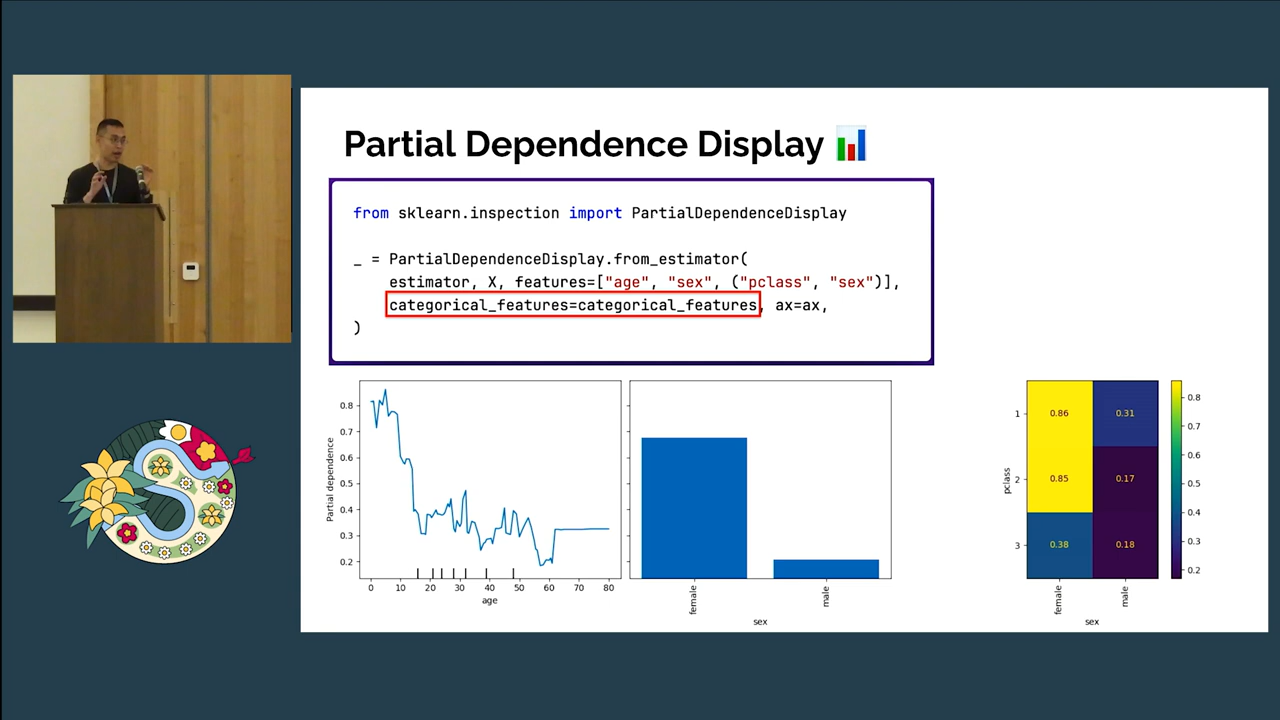 Partial Dependence Display
from sklearn.inspection import PartialDependenceDisplay
_ = PartialDependenceDisplay.from_estimator(
estimator, X, features=["age", "sex", ("pclass", "sex")],
categorical_features=categorical_features, ax=ax,
)
Partial dependence
0.8
0.7
0.6
0.5
0.4
0.3
0.2
0 10 20 30 40 50 60 70 80
age
female male
sex
pclass
1 0.86 0.31
2 0.85 0.17
3 0.38 0.18
female male
sex
0.8
0.7
0.6
0.5
0.4
0.3
0.2